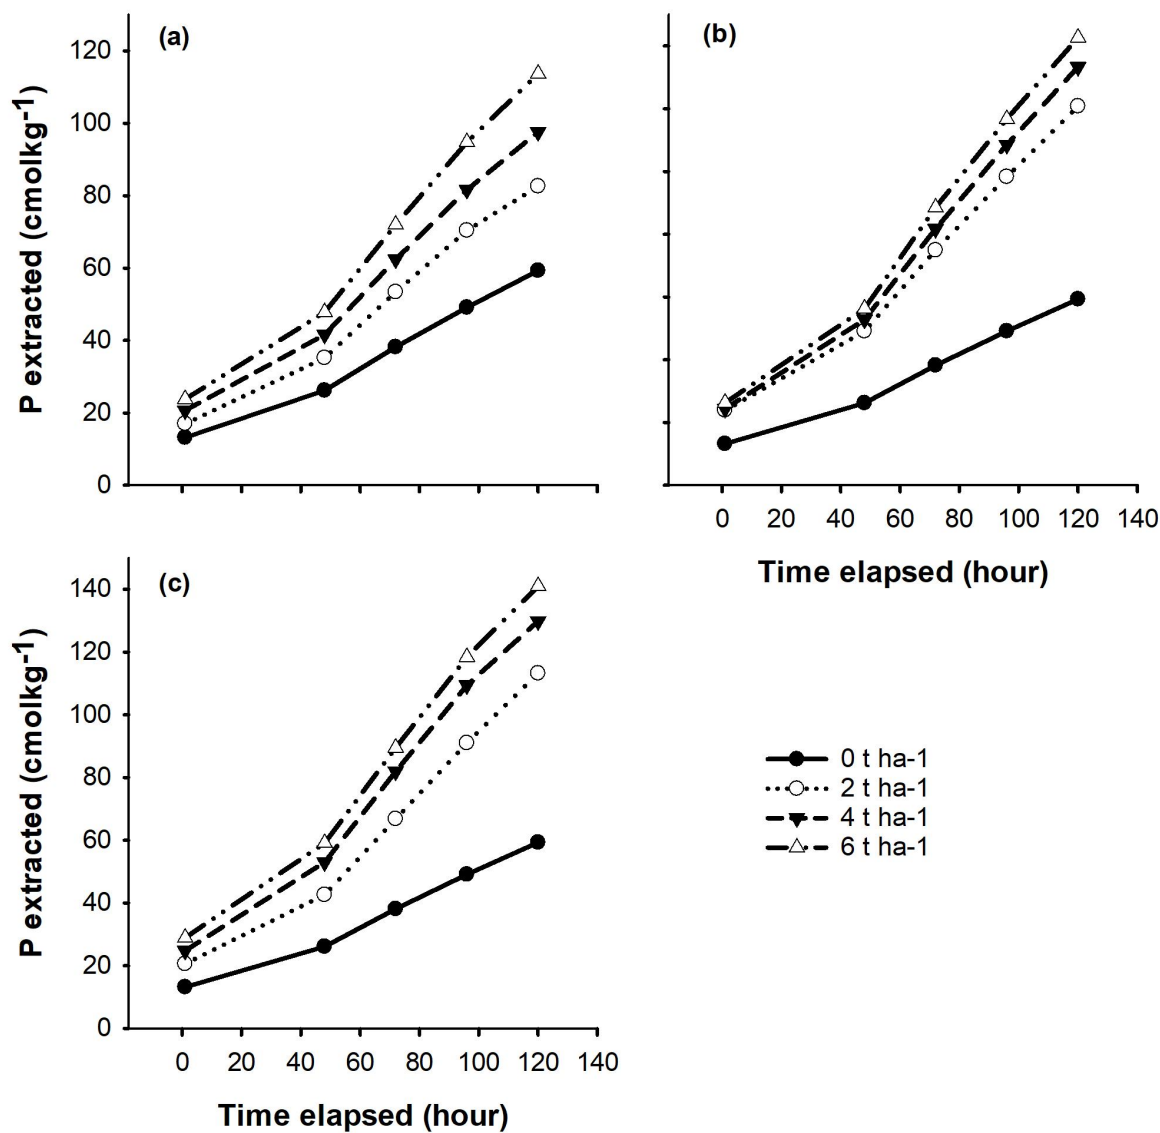 (a)
120
100
80
60
40
20
0
P extracted (cmolkg-1)
(b)
0 20 40 60 80 100 120 140
Time elapsed (hour)
(c)
140
120
100
80
60
40
20
0
P extracted (cmolkg-1)
0 20 40 60 80 100 120 140
Time elapsed (hour)
0 t ha-1
2 t ha-1
4 t ha-1
6 t ha-1